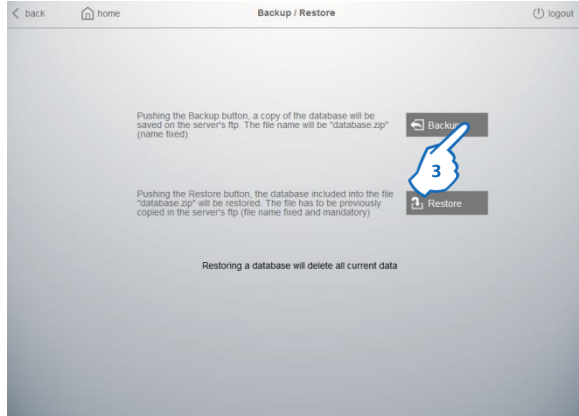 back
home
Backup / Restore
logout
Pushing the Backup button, a copy of the database will be
saved on the server's ftp. The file name will be "database.zip"
(name fixed)
Backup
3
Pushing the Restore button, the database included into the file
"database.zip" will be restored. The file has to be previously
copied in the server's ftp (file name fixed and mandatory)
Restore
Restoring a database will delete all current data